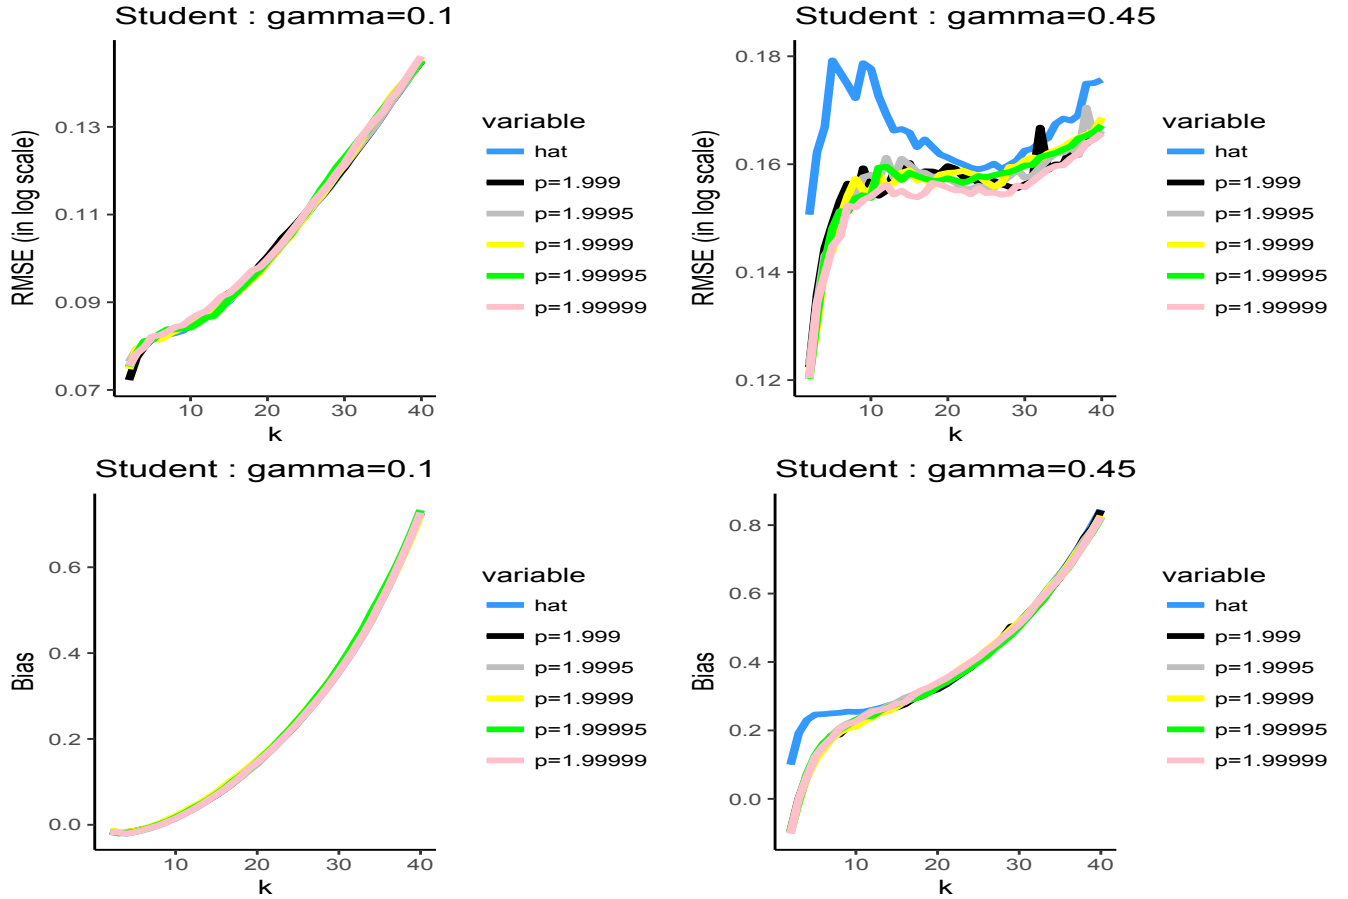 Student : gamma=0.1
RMSE (in log scale)
0.13
0.11
0.09
0.07
10 20 30 40
k
variable
hat
p=1.999
p=1.9995
p=1.9999
p=1.99995
p=1.99999
Student : gamma=0.45
RMSE (in log scale)
0.18
0.16
0.14
0.12
10 20 30 40
k
variable
hat
p=1.999
p=1.9995
p=1.9999
p=1.99995
p=1.99999
Student : gamma=0.1
Bias
0.6
0.4
0.2
0.0
10 20 30 40
k
variable
hat
p=1.999
p=1.9995
p=1.9999
p=1.99995
p=1.99999
Student : gamma=0.45
Bias
0.8
0.6
0.4
0.2
0.0
10 20 30 40
k
variable
hat
p=1.999
p=1.9995
p=1.9999
p=1.99995
p=1.99999